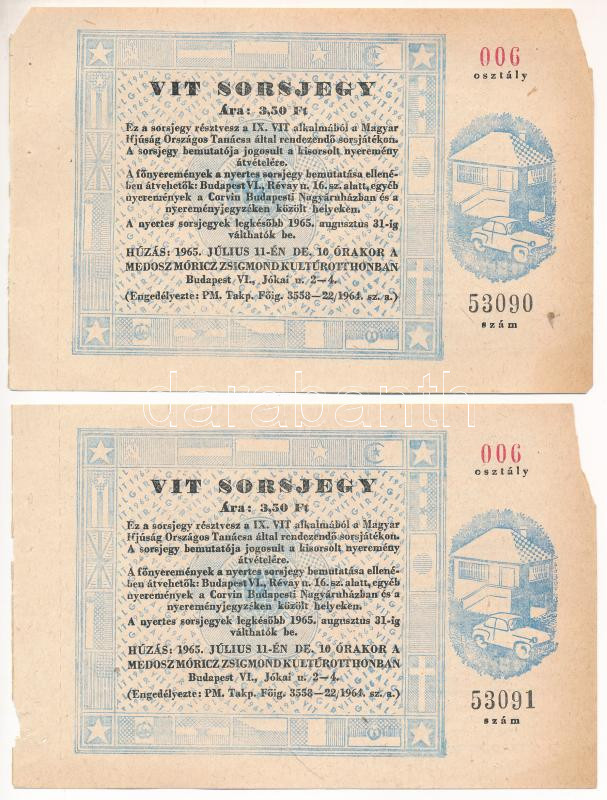 VIT SORSJEGY
Ára: 3,50 Ft
Ez a sorsjegy résztvesz a IX. VIT alkalmából a Magyar
Ifjúság Országos Tanácsa által rendezendő sorsjátékon.
A sorsjegy bemutatója jogosult a kisorsolt nyeremény
átvételére.
A főnyeremények a nyertes sorsjegy bemutatása ellené-
ben átvehetők: Budapest VI., Révay u. 16. sz. alatt, egyéb
nyeremények a Corvin Budapesti Nagyáruházban és a
nyereményjegyzéken közölt helyeken.
A nyertes sorsjegyek legkésőbb 1965. augusztus 31-ig
válthatók be.
HÚZÁS: 1965. JÚLIUS 11-ÉN DE. 10 ÓRAKOR A
MEDOSZ MÓRICZ ZSIGMOND KULTÚROTTHONBAN
Budapest VI., Jókai u. 2—4.
(Engedélyezte: PM. Takp. Főig. 3558—22/1964. sz. a.)
006
osztály
53090
szám
darabanth
VIT SORSJEGY
Ára: 3,50 Ft
Ez a sorsjegy résztvesz a IX. VIT alkalmából a Magyar
Ifjúság Országos Tanácsa által rendezendő sorsjátékon.
A sorsjegy bemutatója jogosult a kisorsolt nyeremény
átvételére.
A főnyeremények a nyertes sorsjegy bemutatása ellené-
ben átvehetők: Budapest VI., Révay u. 16. sz. alatt, egyéb
nyeremények a Corvin Budapesti Nagyáruházban és a
nyereményjegyzéken közölt helyeken.
A nyertes sorsjegyek legkésőbb 1965. augusztus 31-ig
válthatók be.
HÚZÁS: 1965. JÚLIUS 11-ÉN DE. 10 ÓRAKOR A
MEDOSZ MÓRICZ ZSIGMOND KULTÚROTTHONBAN
Budapest VI., Jókai u. 2—4.
(Engedélyezte: PM. Takp. Főig. 3558—22/1964. sz. a.)
006
osztály
53091
szám